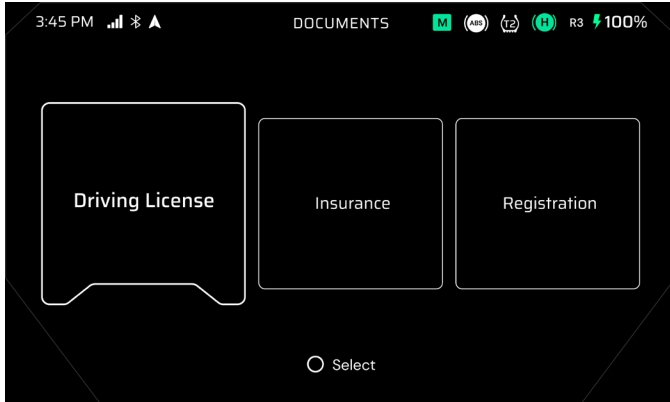 3:45 PM DOCUMENTS M ABS T2 H R3 100%
Driving License Insurance Registration
Select